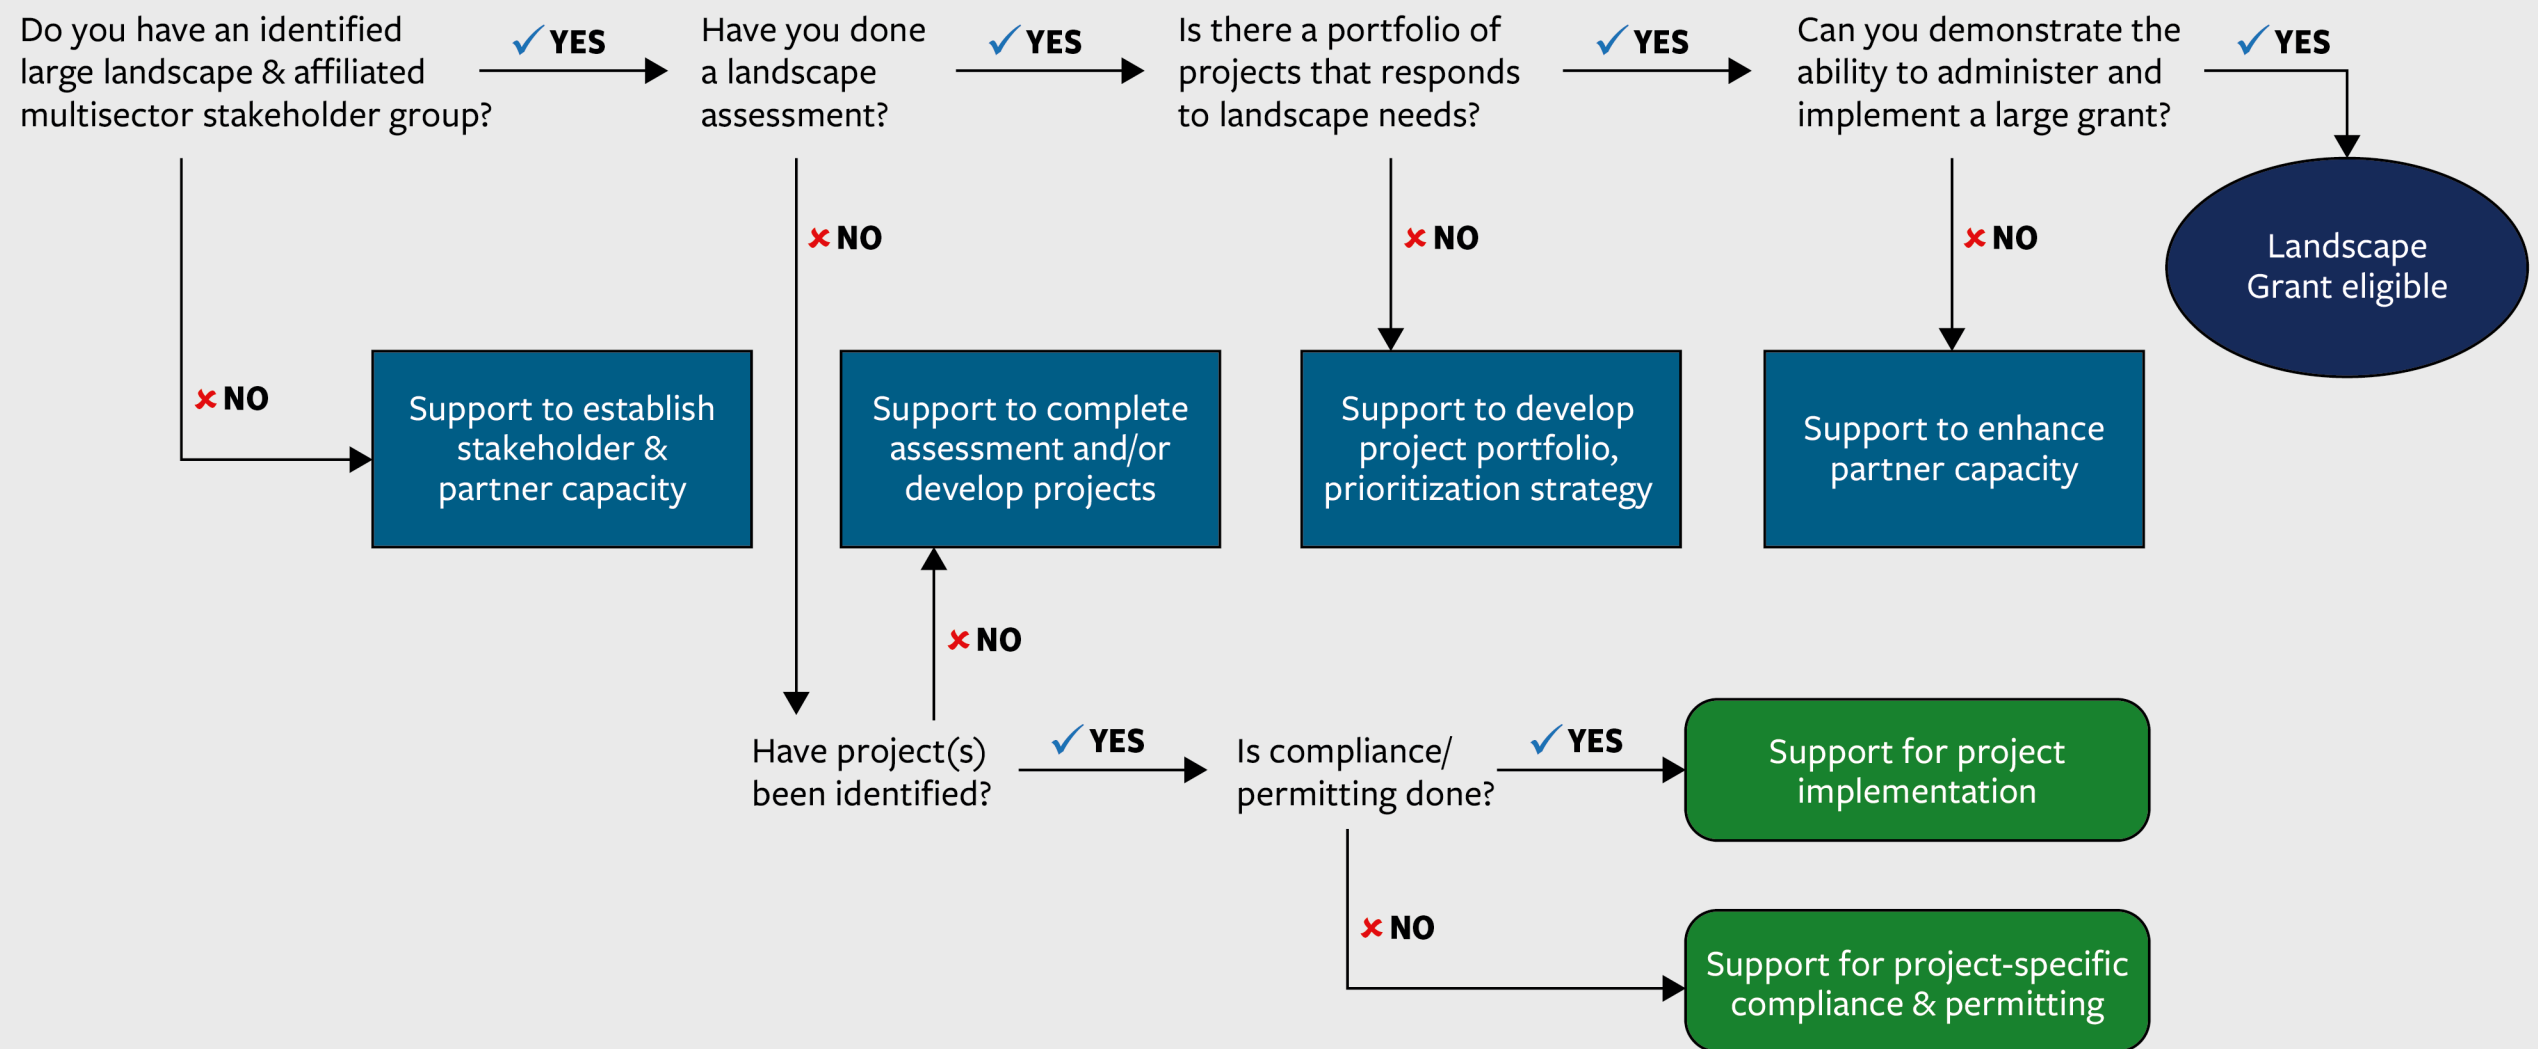 Do you have an identified
large landscape & affiliated
multisector stakeholder group?
YES
Have you done
a landscape
assessment?
YES
Is there a portfolio of
projects that responds
to landscape needs?
YES
Can you demonstrate the
ability to administer and
implement a large grant?
YES
NO
NO
NO
Landscape
Grant eligible
NO
Support to establish
stakeholder &
partner capacity
Support to complete
assessment and/or
develop projects
Support to develop
project portfolio,
prioritization strategy
Support to enhance
partner capacity
NO
Have project(s)
been identified?
YES
Is compliance/
permitting done?
YES
Support for project
implementation
NO
Support for project-specific
compliance & permitting